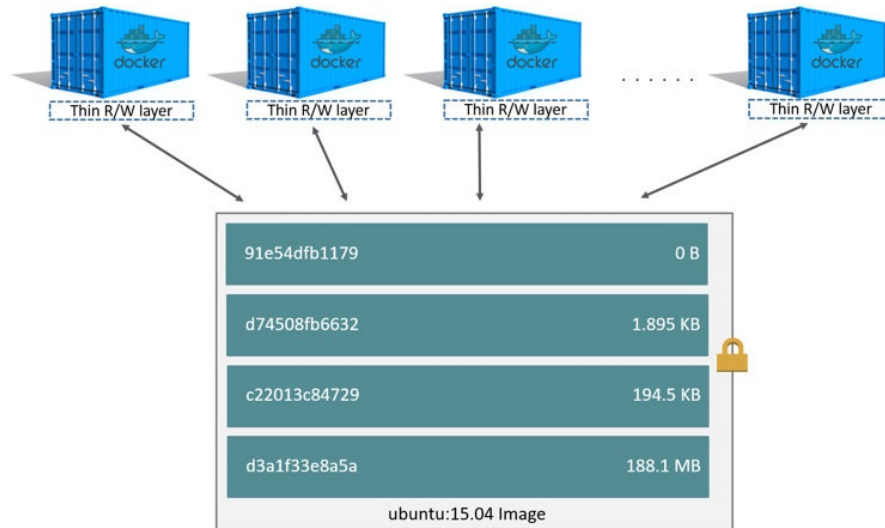 docker docker docker docker
. . . . . .
Thin R/W layer Thin R/W layer Thin R/W layer Thin R/W layer
91e54dfb1179 0 B
d74508fb6632 1.895 KB
c22013c84729 194.5 KB
d3a1f33e8a5a 188.1 MB
ubuntu:15.04 Image